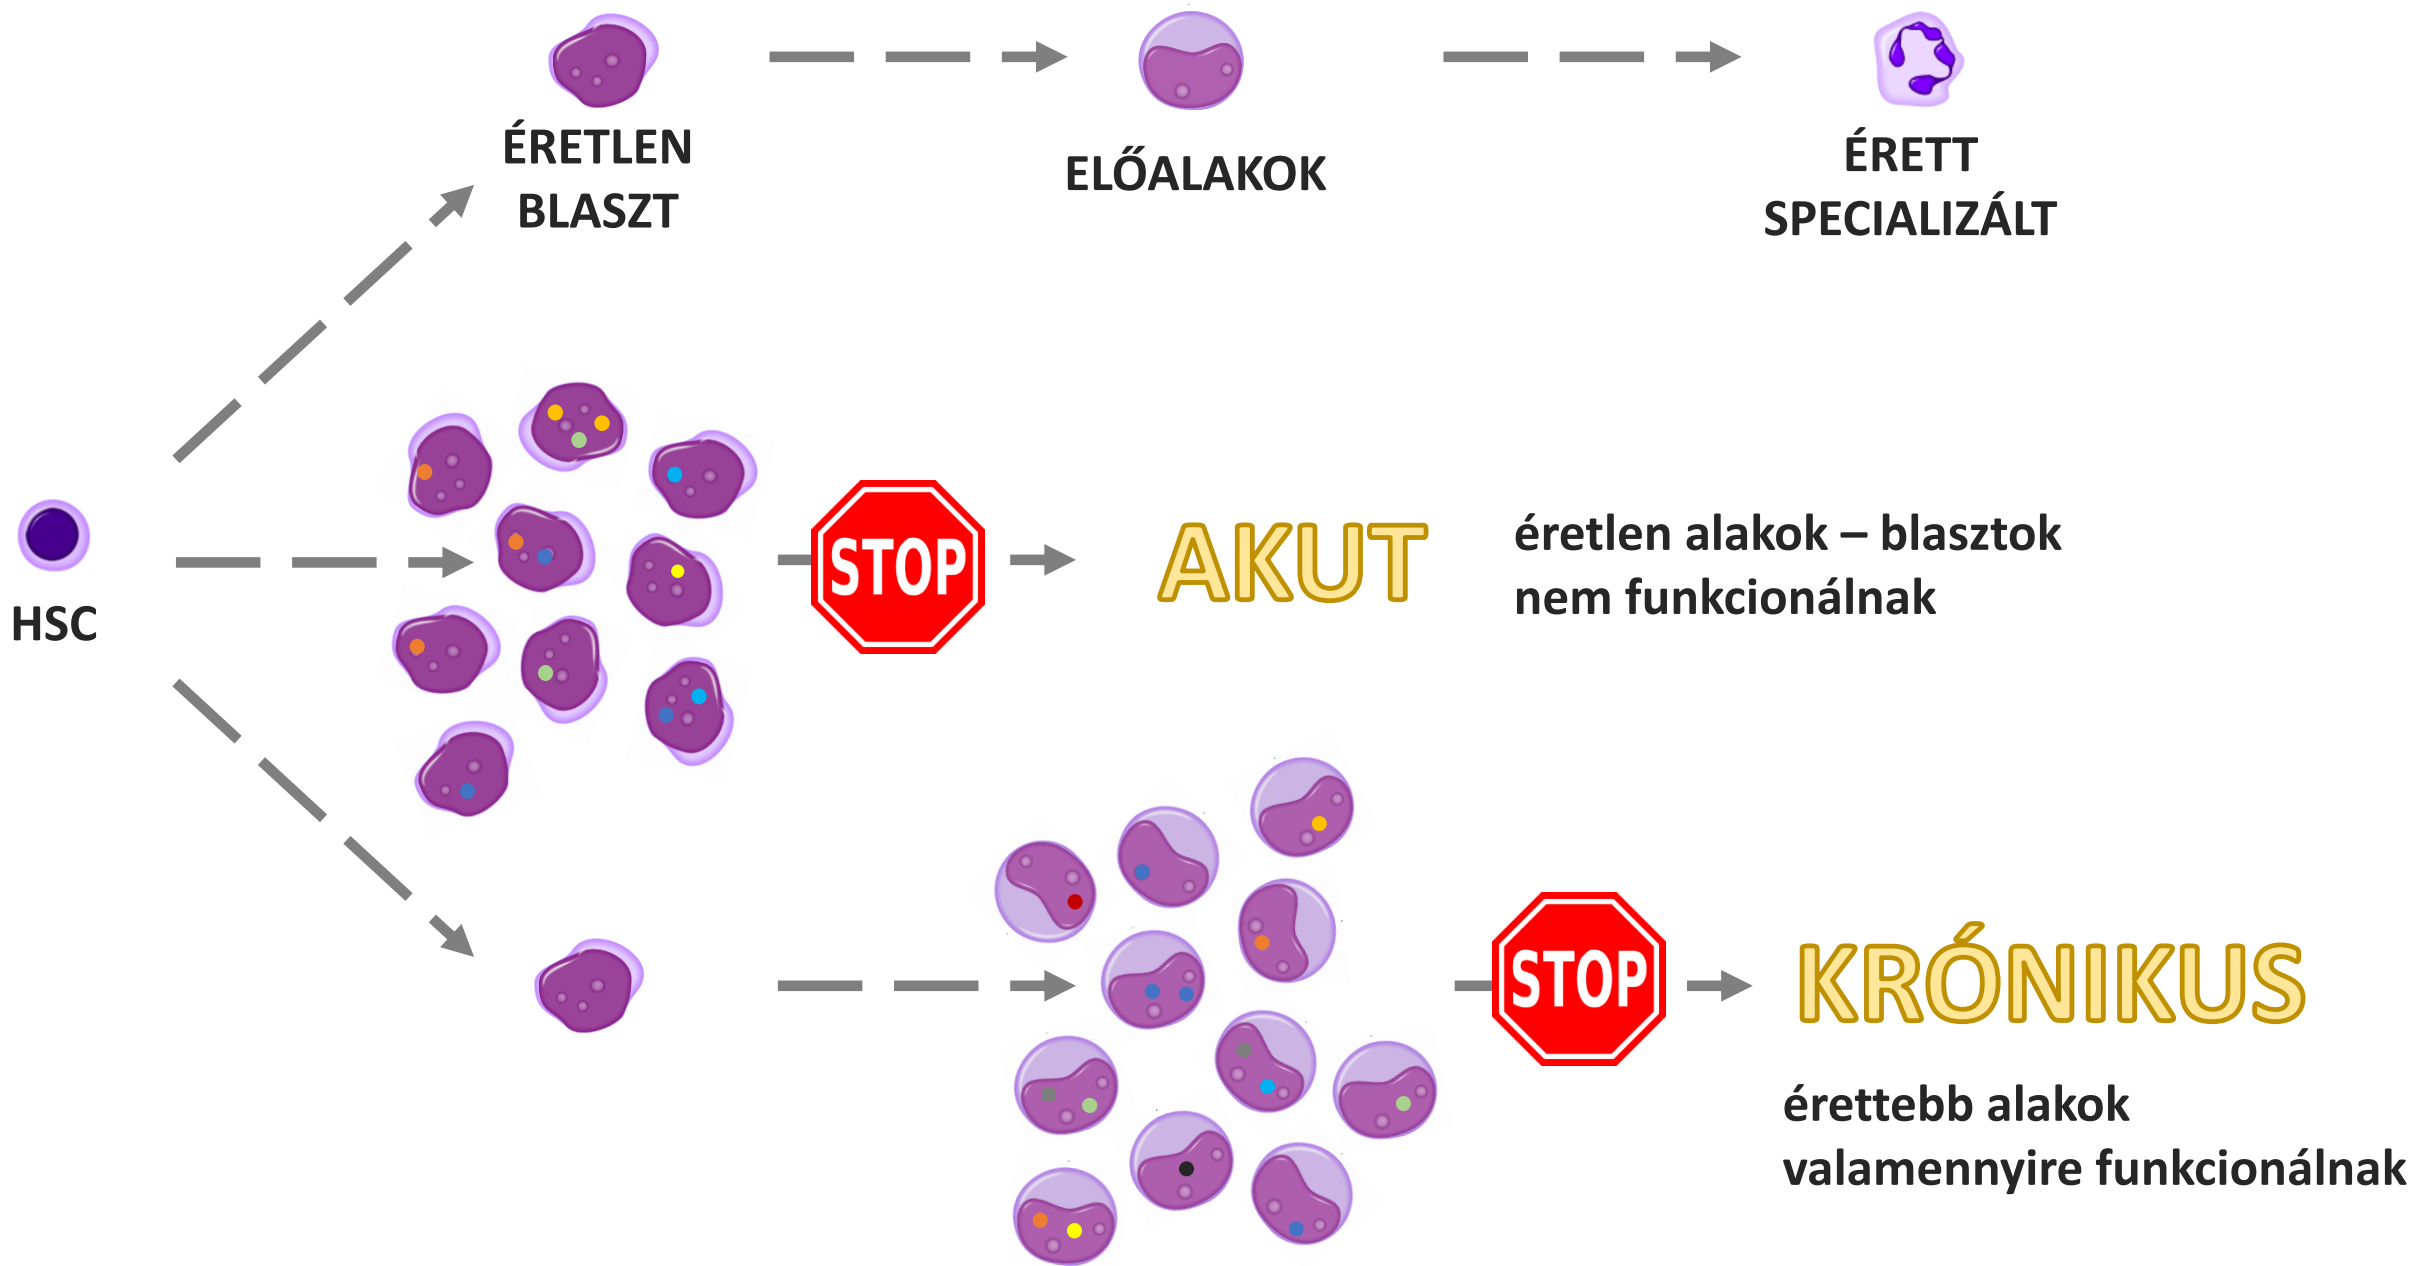 ÉRETLEN
BLASZT
ELŐALAKOK
ÉRETT
SPECIALIZÁLT
HSC
STOP
AKUT
éretlen alakok – blasztok
nem funkcionálnak
STOP
KRÓNIKUS
érettebb alakok
valamennyire funkcionálnak